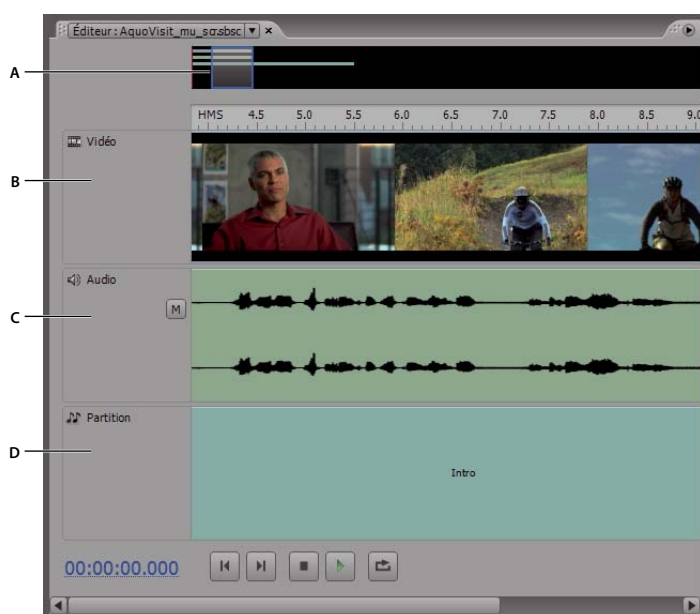 Éditeur : AquoVisit_mu_scr.sbsc
A
HMS 4.5 5.0 5.5 6.0 6.5 7.0 7.5 8.0 8.5 9.0
Vidéo
B
Audio
M
C
Partition
D
Intro
00:00:00.000